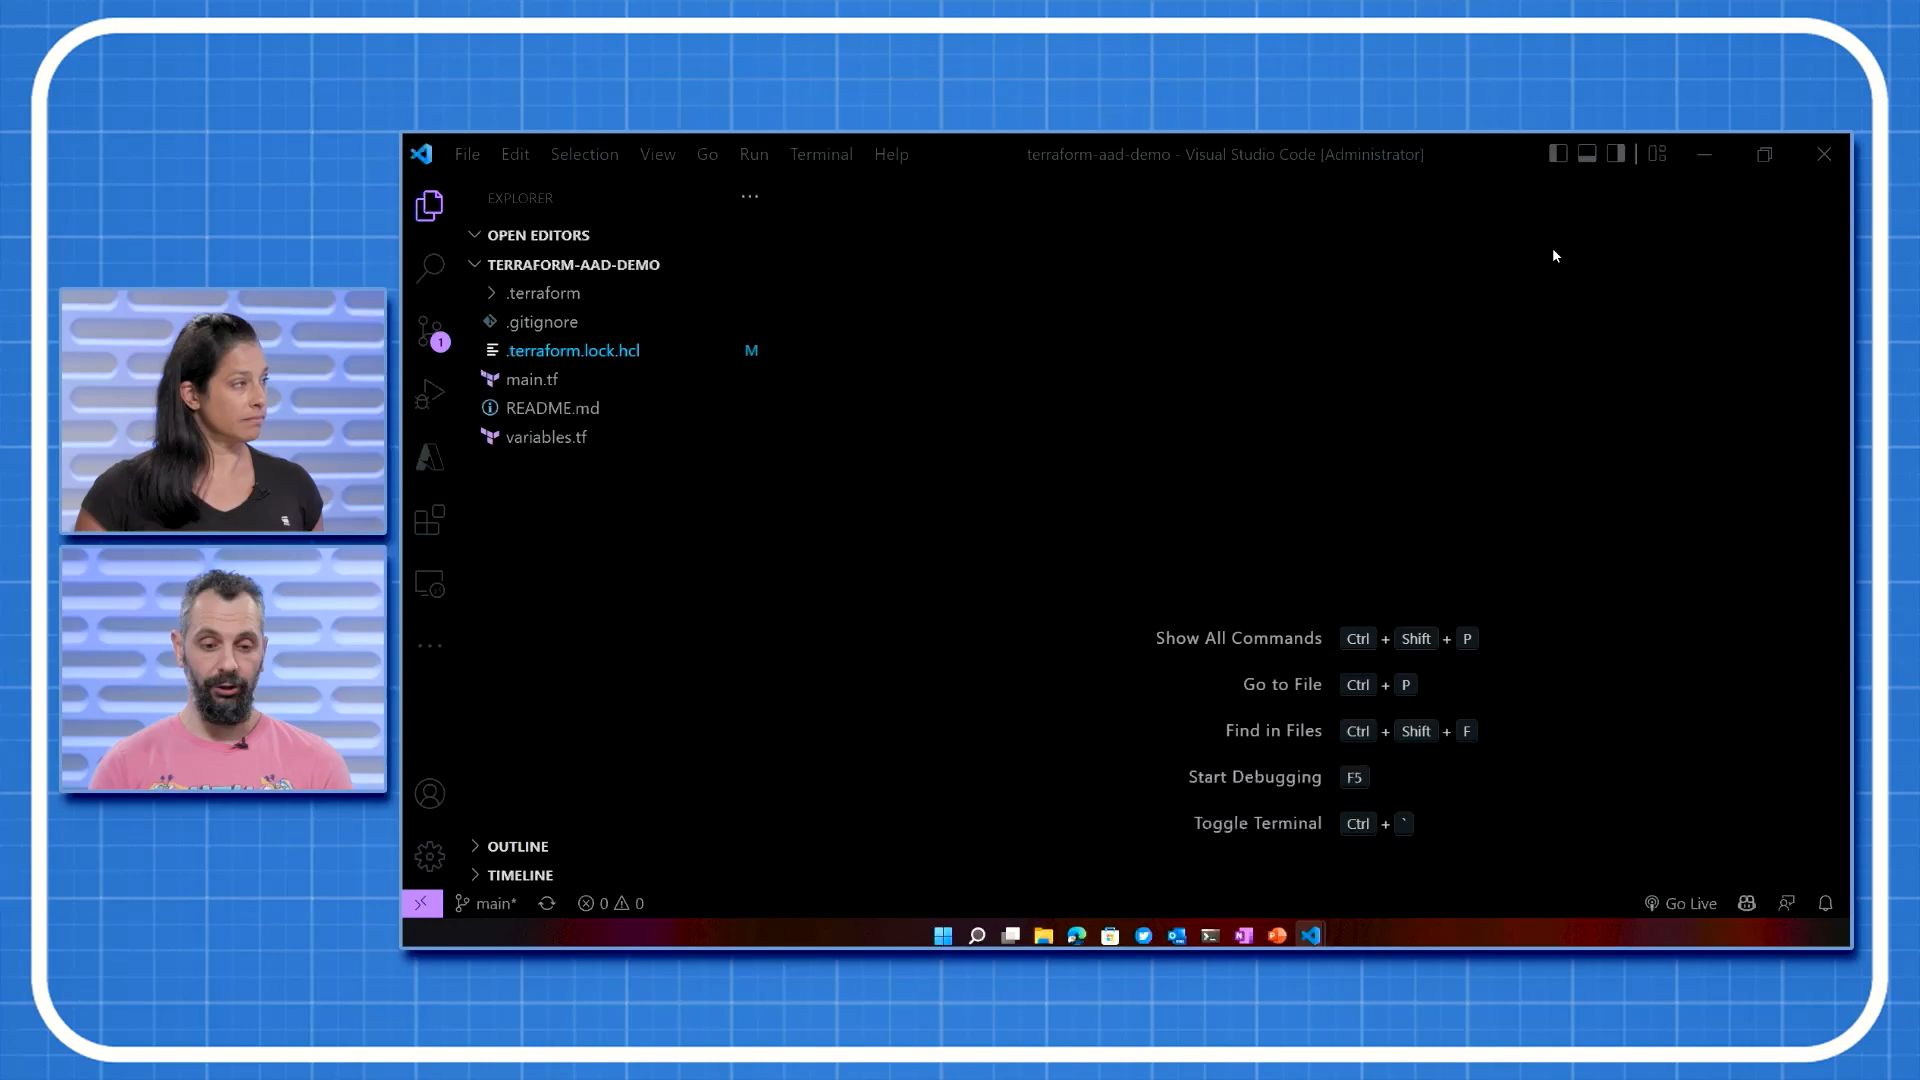 File Edit Selection View Go Run Terminal Help terraform-aad-demo - Visual Studio Code [Administrator]
EXPLORER ...
OPEN EDITORS
TERRAFORM-AAD-DEMO
.terraform
.gitignore
.terraform.lock.hcl M
1
main.tf
README.md
variables.tf
Show All Commands Ctrl + Shift + P
Go to File Ctrl + P
Find in Files Ctrl + Shift + F
Start Debugging F5
Toggle Terminal Ctrl + `
OUTLINE
TIMELINE
main* 0 0 Go Live